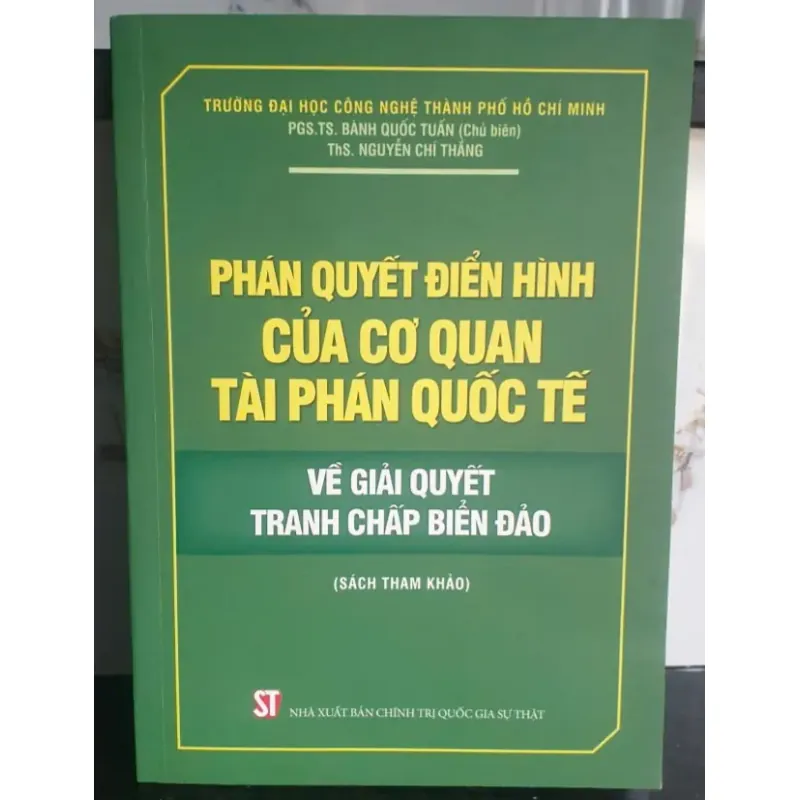 TRƯỜNG ĐẠI HỌC CÔNG NGHỆ THÀNH PHỐ HỒ CHÍ MINH
PGS.TS. BÀNH QUỐC TUẤN (Chủ biên)
ThS. NGUYỄN CHÍ THẮNG
PHÁN QUYẾT ĐIỂN HÌNH
CỦA CƠ QUAN
TÀI PHÁN QUỐC TẾ
VỀ GIẢI QUYẾT
TRANH CHẤP BIỂN ĐẢO
(SÁCH THAM KHẢO)
ST NHÀ XUẤT BẢN CHÍNH TRỊ QUỐC GIA SỰ THẬT